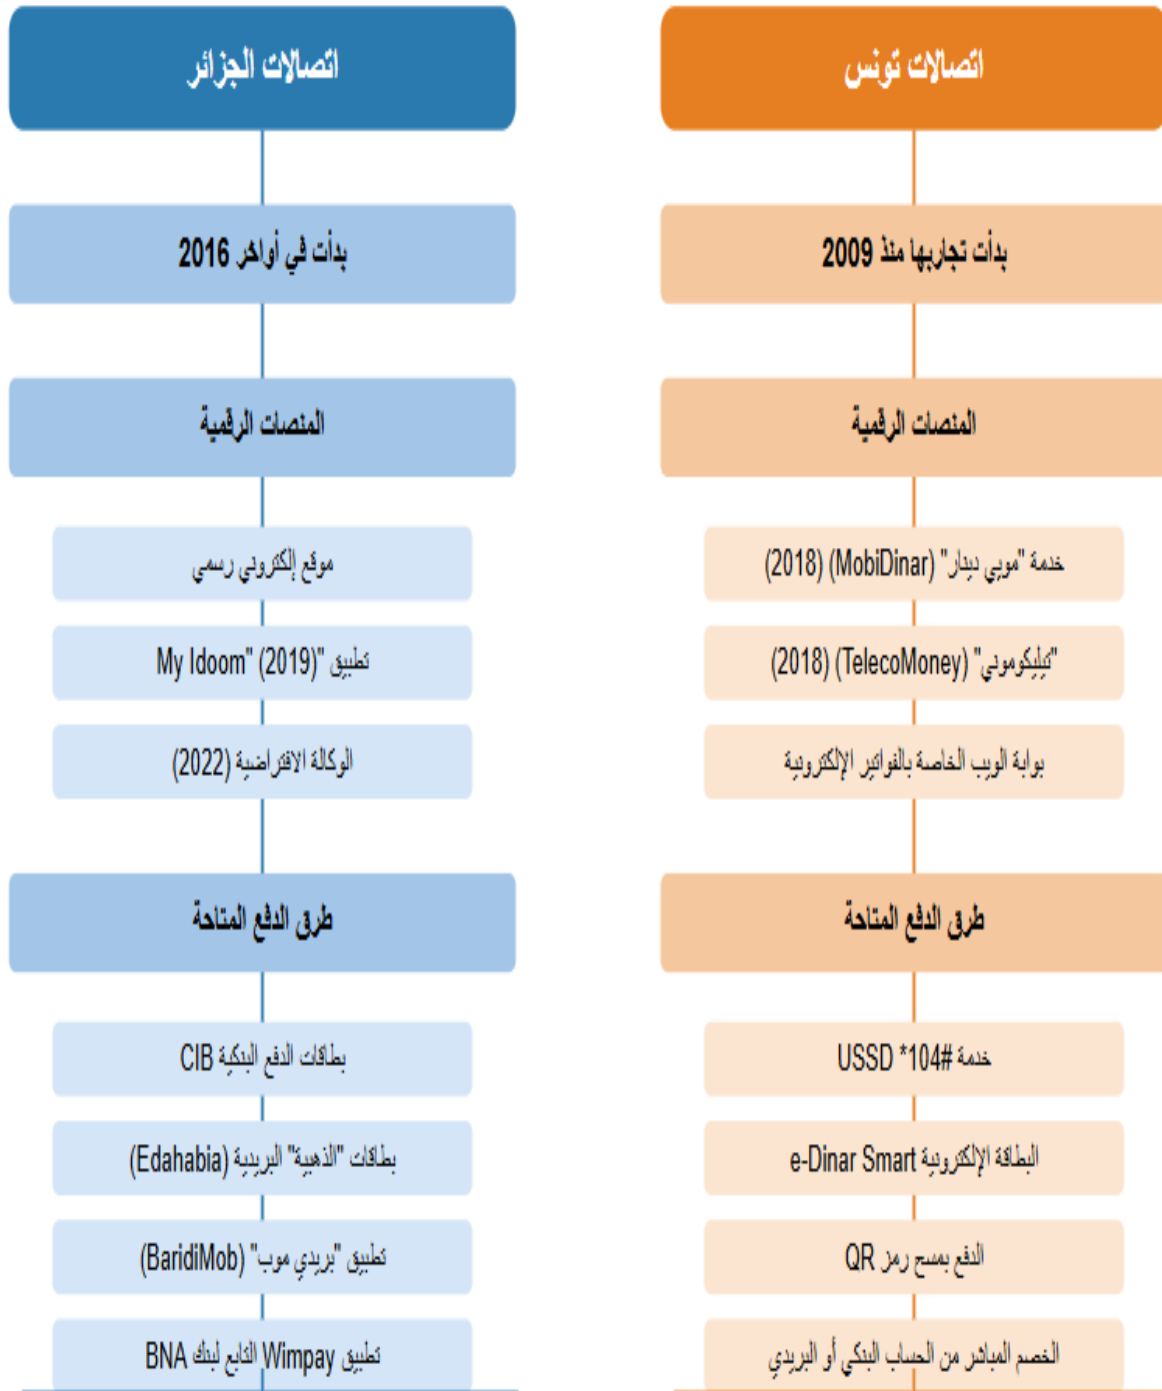 اتصالات تونس
بدأت تجاربها منذ 2009
المنصات الرقمية
خدمة "موبي دينار" (MobiDinar) (2018)
"تيليكوموني" (TelecoMoney) (2018)
بوابة الويب الخاصة بالفواتير الإلكترونية
طرق الدفع المتاحة
خدمة USSD *104#
البطاقة الإلكترونية e-Dinar Smart
الدفع بمسح رمز QR
الخصم المباشر من الحساب البنكي أو البريدي
اتصالات الجزائر
بدأت في أواخر 2016
المنصات الرقمية
موقع إلكتروني رسمي
تطبيق "My Idoom" (2019)
الوكالة الافتراضية (2022)
طرق الدفع المتاحة
بطاقات الدفع البنكية CIB
بطاقات "الذهبية" البريدية (Edahabia)
تطبيق "بريدي موب" (BaridiMob)
تطبيق Wimpay التابع لبنك BNA